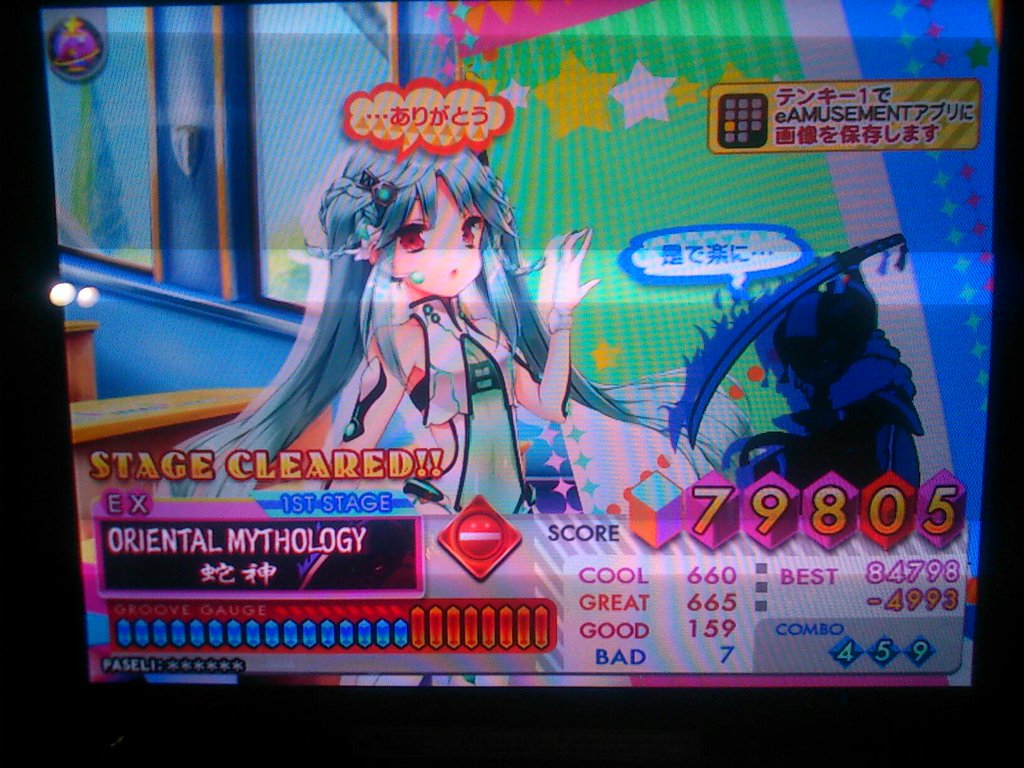 …ありがとう
テンキー1で
eAMUSEMENTアプリに
画像を保存します
是で楽に…
STAGE CLEARED!!
EX 1ST STAGE
ORIENTAL MYTHOLOGY
蛇神
GROOVE GAUGE
PASELI: ******
SCORE 79805
COOL 660
GREAT 665
GOOD 159
BAD 7
BEST 84798
-4993
COMBO
459